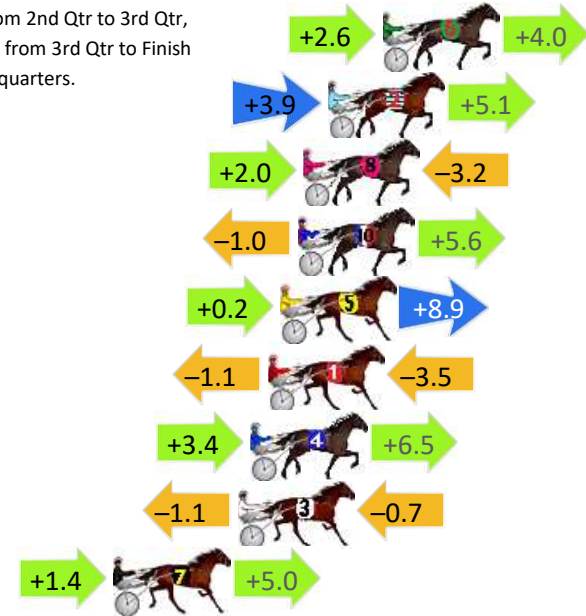 om 2nd Qtr to 3rd Qtr,
from 3rd Qtr to Finish
quarters.
+2.6 6 +4.0
+3.9 2 +5.1
+2.0 8 –3.2
–1.0 10 +5.6
+0.2 5 +8.9
–1.1 1 –3.5
+3.4 4 +6.5
–1.1 3 –0.7
+1.4 7 +5.0